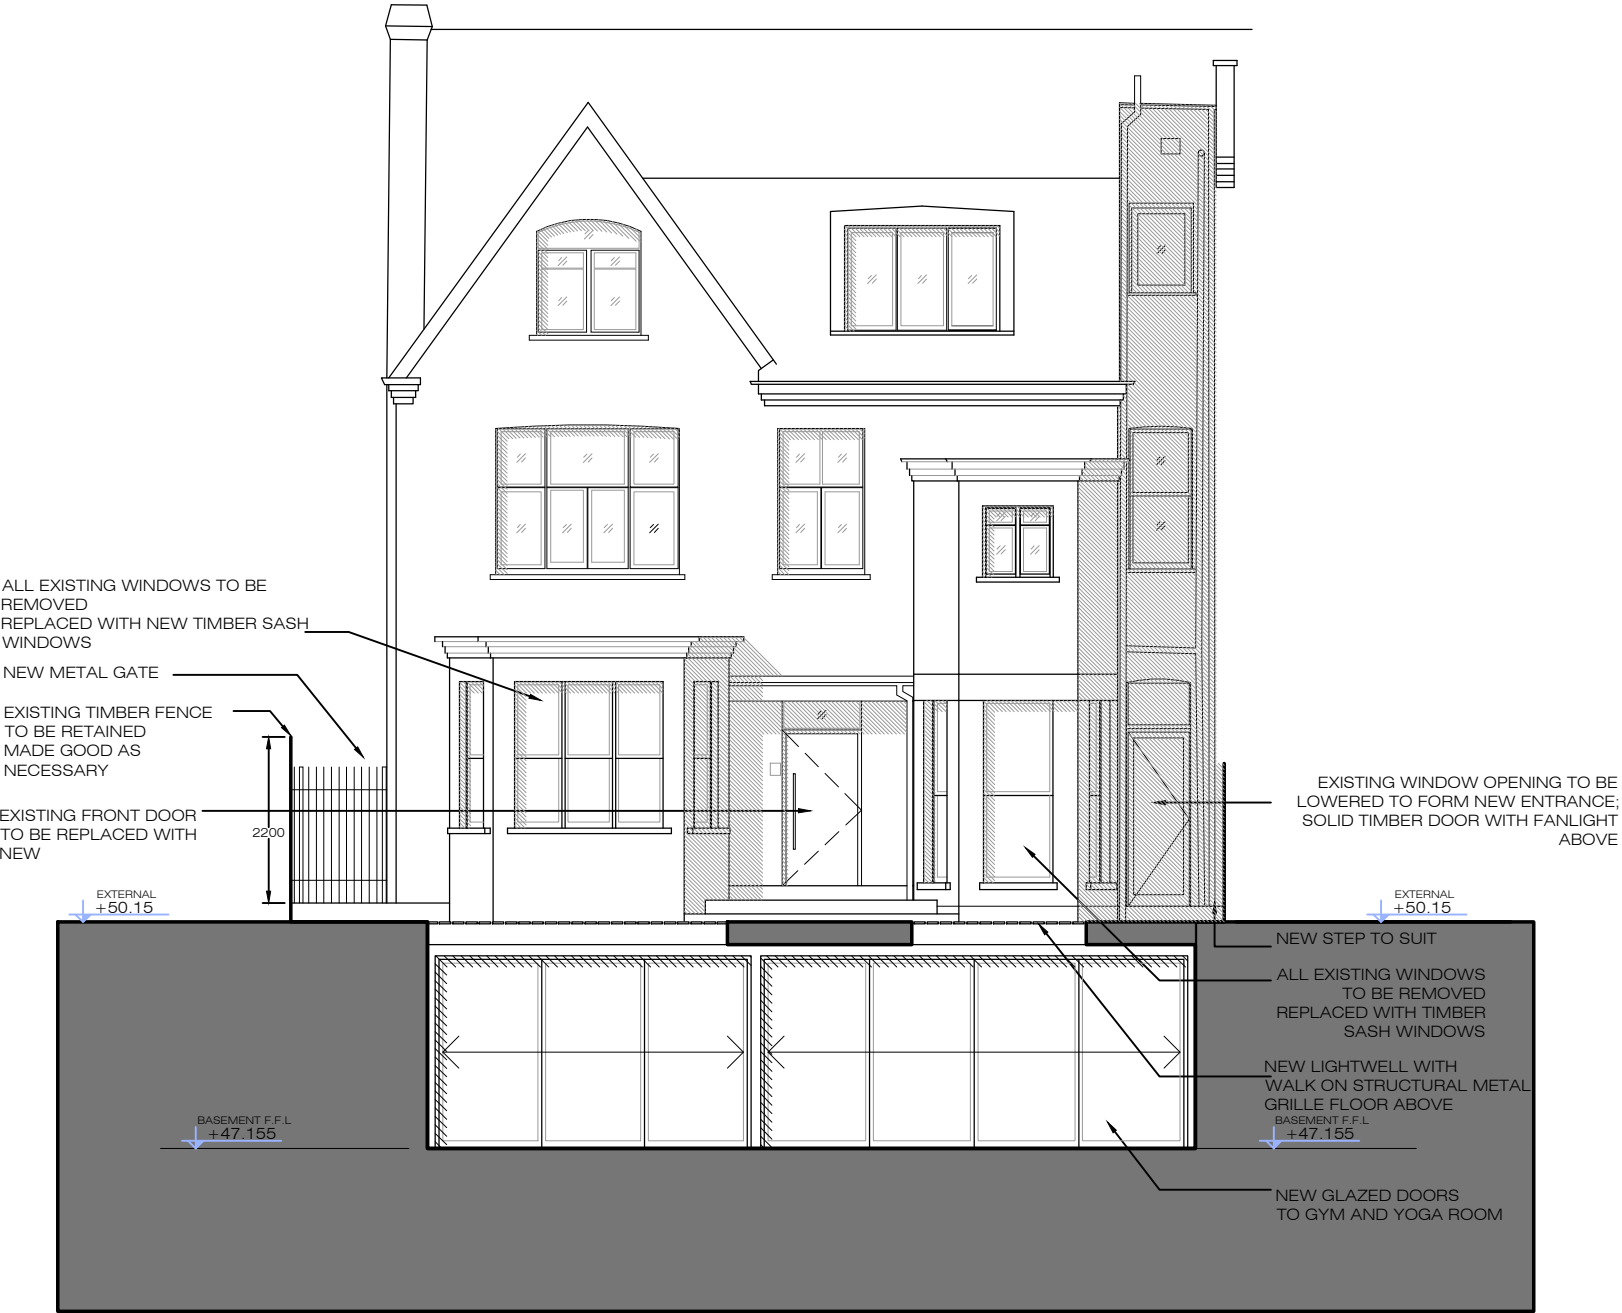 ALL EXISTING WINDOWS TO BE
REMOVED
REPLACED WITH NEW TIMBER SASH
WINDOWS
NEW METAL GATE
EXISTING TIMBER FENCE
TO BE RETAINED
MADE GOOD AS
NECESSARY
EXISTING FRONT DOOR
TO BE REPLACED WITH
NEW
2200
EXTERNAL
+50.15
BASEMENT F.F.L
+47.155
EXISTING WINDOW OPENING TO BE
LOWERED TO FORM NEW ENTRANCE;
SOLID TIMBER DOOR WITH FANLIGHT
ABOVE
EXTERNAL
+50.15
NEW STEP TO SUIT
ALL EXISTING WINDOWS
TO BE REMOVED
REPLACED WITH TIMBER
SASH WINDOWS
NEW LIGHTWELL WITH
WALK ON STRUCTURAL METAL
GRILLE FLOOR ABOVE
BASEMENT F.F.L
+47.155
NEW GLAZED DOORS
TO GYM AND YOGA ROOM